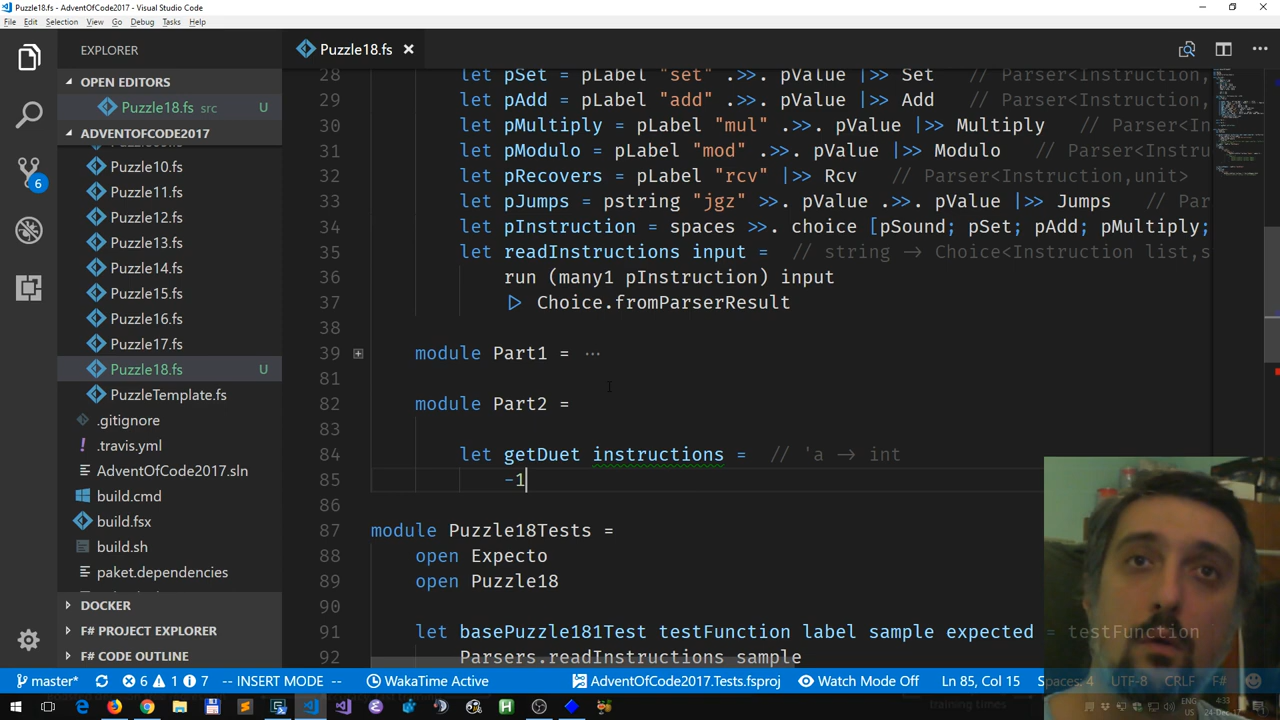 Puzzle18.fs - AdventOfCode2017 - Visual Studio Code
File Edit Selection View Go Debug Tasks Help
EXPLORER
Puzzle18.fs
OPEN EDITORS
Puzzle18.fs src U
ADVENTOFCODE2017
Puzzle10.fs
Puzzle11.fs
Puzzle12.fs
Puzzle13.fs
Puzzle14.fs
Puzzle15.fs
Puzzle16.fs
Puzzle17.fs
Puzzle18.fs U
PuzzleTemplate.fs
.gitignore
.travis.yml
AdventOfCode2017.sln
build.cmd
build.fsx
build.sh
paket.dependencies
DOCKER
F# PROJECT EXPLORER
F# CODE OUTLINE
6
28 let pSet = pLabel "set" .>>. pValue |>> Set // Parser<Instruction,
29 let pAdd = pLabel "add" .>>. pValue |>> Add // Parser<Instruction,
30 let pMultiply = pLabel "mul" .>>. pValue |>> Multiply // Parser<In
31 let pModulo = pLabel "mod" .>>. pValue |>> Modulo // Parser<Instru
32 let pRecovers = pLabel "rcv" |>> Rcv // Parser<Instruction,unit>
33 let pJumps = pstring "jgz" >>. pValue .>>. pValue |>> Jumps // Par
34 let pInstruction = spaces >>. choice [pSound; pSet; pAdd; pMultiply;
35 let readInstructions input = // string -> Choice<Instruction list,s
36 run (many1 pInstruction) input
37 |> Choice.fromParserResult
38
39 module Part1 = ...
81
82 module Part2 =
83
84 let getDuet instructions = // 'a -> int
85 -1
86
87 module Puzzle18Tests =
88 open Expecto
89 open Puzzle18
90
91 let basePuzzle181Test testFunction label sample expected = testFunction
92 Parsers.readInstructions sample
master* 6 1 7 -- INSERT MODE -- WakaTime Active AdventOfCode2017.Tests.fsproj Watch Mode Off Ln 85, Col 15 Spaces: 4 UTF-8 CRLF F#
ENG
US
4:33